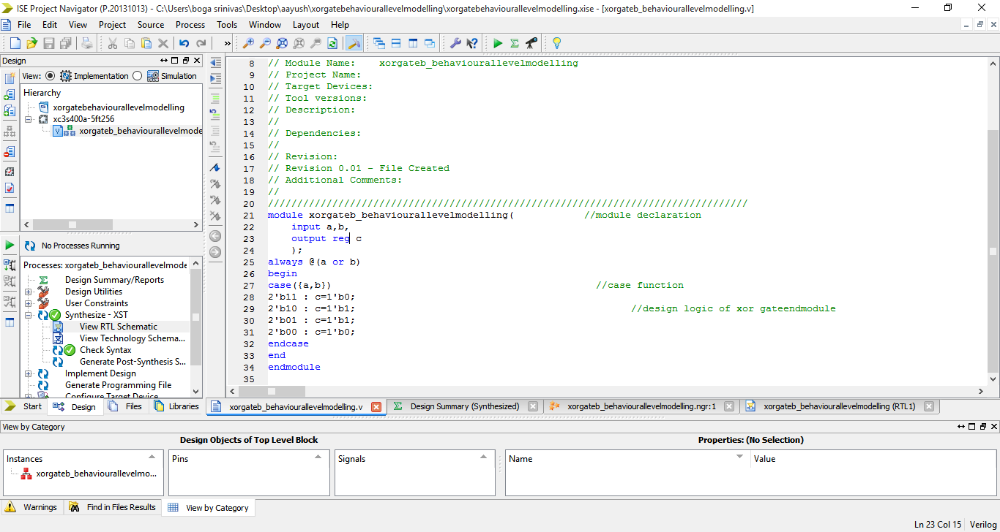 ISE Project Navigator (P.20131013) - C:\Users\boga srinivas\Desktop\aayush\xorgatebehaviourallevelmodelling\xorgatebehaviourallevelmodelling.xise - [xorgateb_behaviourallevelmodelling.v]
File Edit View Project Source Process Tools Window Layout Help
Design
View: Implementation Simulation
Hierarchy
xorgatebehaviourallevelmodelling
xc3s400a-5ft256
xorgateb_behaviourallevelmode
No Processes Running
Processes: xorgateb_behaviourallevelmode
Design Summary/Reports
Design Utilities
User Constraints
Synthesize - XST
View RTL Schematic
View Technology Schema...
Check Syntax
Generate Post-Synthesis S...
Implement Design
Generate Programming File
Configure Target Device
Start Design Files Libraries
8 // Module Name: xorgateb_behaviourallevelmodelling
9 // Project Name:
10 // Target Devices:
11 // Tool versions:
12 // Description:
13 //
14 // Dependencies:
15 //
16 // Revision:
17 // Revision 0.01 - File Created
18 // Additional Comments:
19 //
20 //////////////////////////////////////////////////////////////////////////////////
21 module xorgateb_behaviourallevelmodelling( //module declaration
22 input a,b,
23 output reg c
24 );
25 always @(a or b)
26 begin
27 case({a,b}) //case function
28 2'b11 : c=1'b0;
29 2'b10 : c=1'b1; //design logic of xor gateendmodule
30 2'b01 : c=1'b1;
31 2'b00 : c=1'b0;
32 endcase
33 end
34 endmodule
35
xorgateb_behaviourallevelmodelling.v Design Summary (Synthesized) xorgateb_behaviourallevelmodelling.ngr:1 xorgateb_behaviourallevelmodelling (RTL1)
View by Category
Design Objects of Top Level Block Properties: (No Selection)
Instances Pins Signals Name Value
xorgateb_behaviourallevelmo...
Warnings Find in Files Results View by Category
Ln 23 Col 15 Verilog